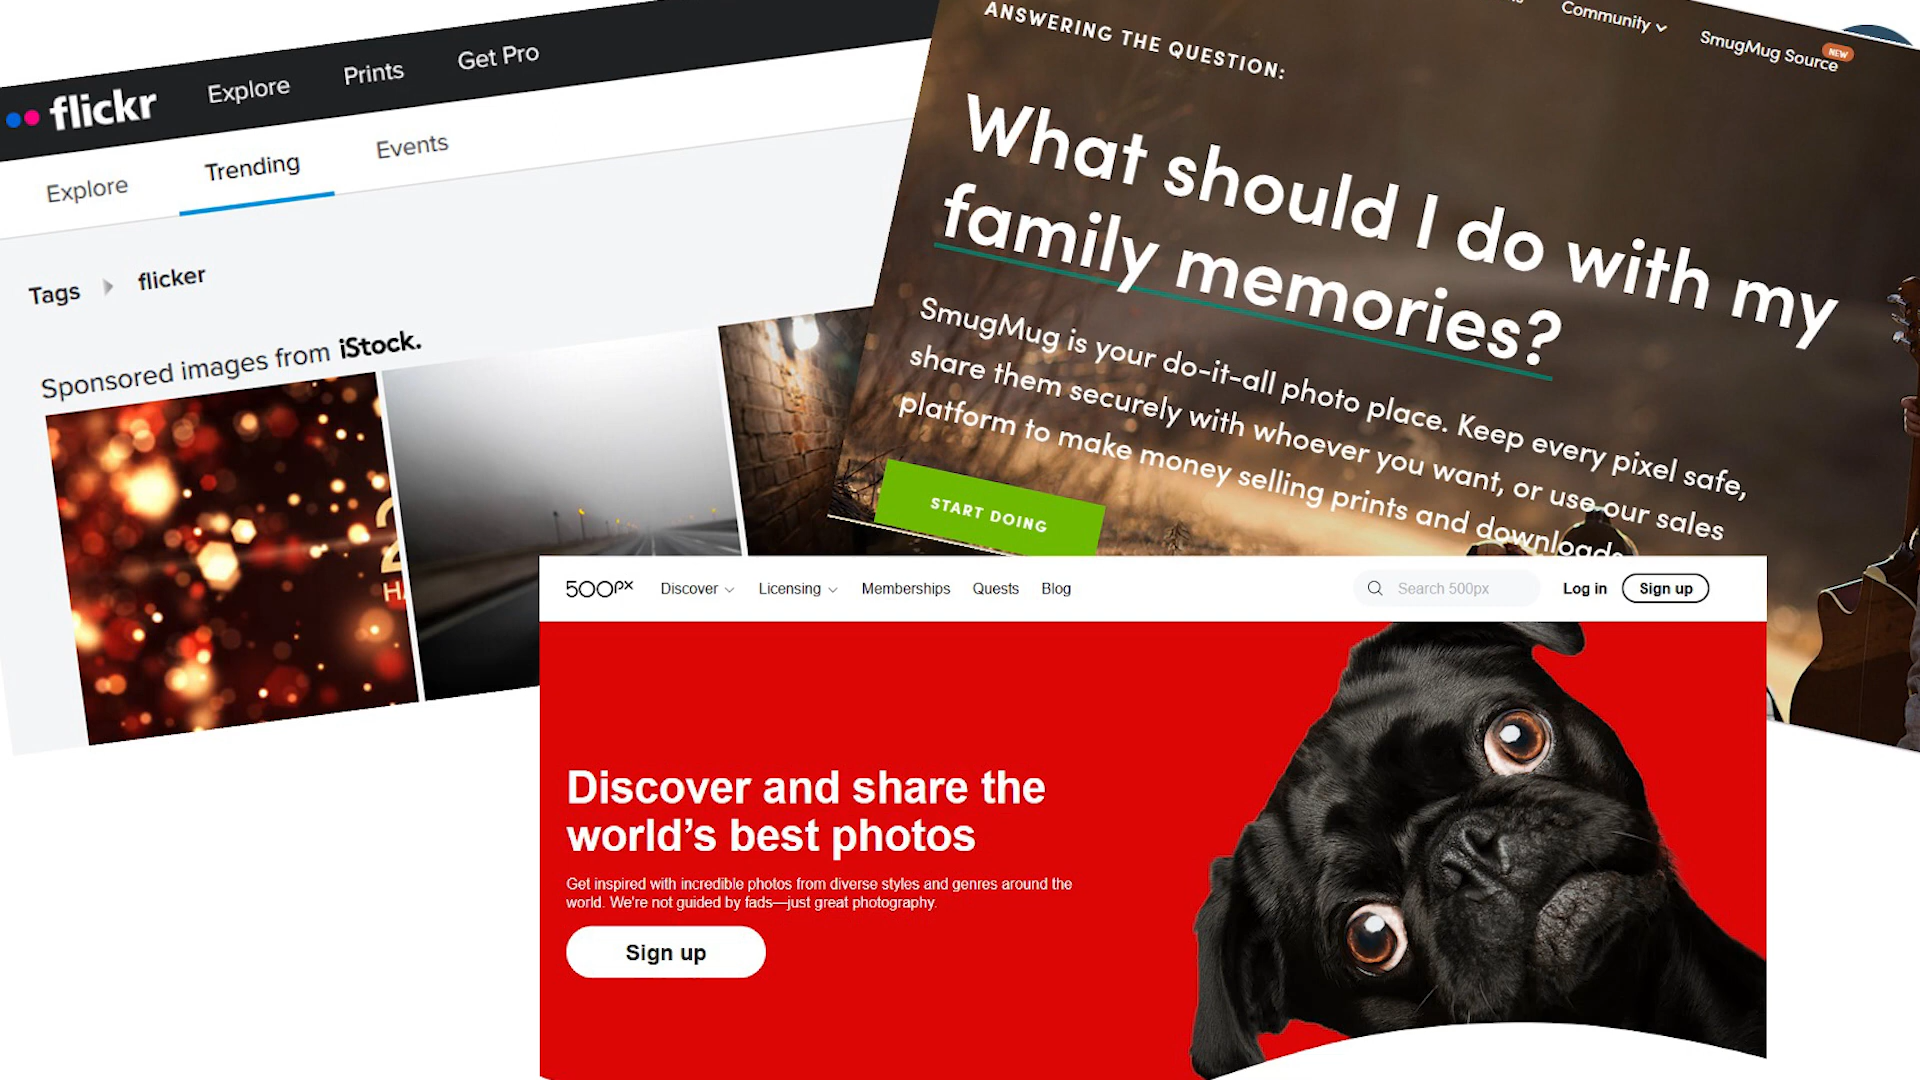 flickr Explore Prints Get Pro
Explore Trending Events
Tags flicker
Sponsored images from iStock.
Community SmugMug Source NEW
ANSWERING THE QUESTION:
What should I do with my
family memories?
SmugMug is your do-it-all photo place. Keep every pixel safe,
share them securely with whoever you want, or use our sales
platform to make money selling prints and downloads
START DOING
500px Discover Licensing Memberships Quests Blog Search 500px Log in Sign up
Discover and share the
world’s best photos
Get inspired with incredible photos from diverse styles and genres around the
world. We're not guided by fads—just great photography.
Sign up